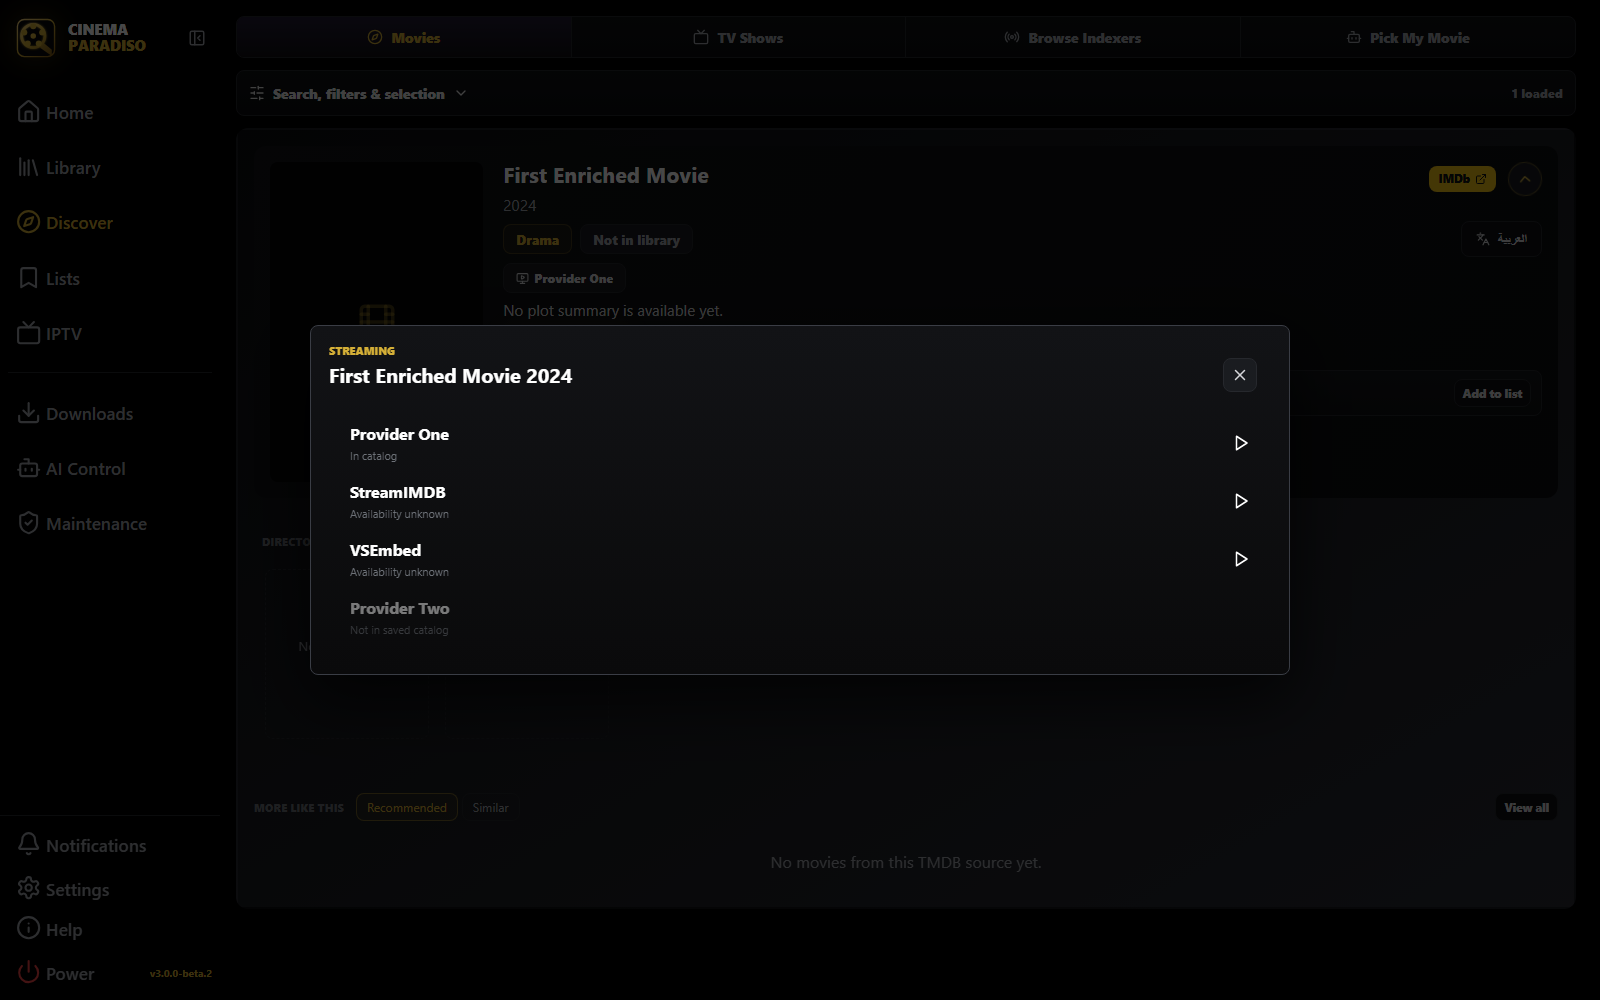 CINEMA
PARADISO
Home
Library
Discover
Lists
IPTV
Downloads
AI Control
Maintenance
Notifications
Settings
Help
Power
v3.0.0-beta.2
Movies
TV Shows
Browse Indexers
Pick My Movie
Search, filters & selection
1 loaded
First Enriched Movie
IMDb
2024
Drama
Not in library
العربية
Provider One
No plot summary is available yet.
Add to list
STREAMING
First Enriched Movie 2024
Provider One
In catalog
StreamIMDB
Availability unknown
VSEmbed
Availability unknown
Provider Two
Not in saved catalog
MORE LIKE THIS
Recommended
Similar
View all
No movies from this TMDB source yet.